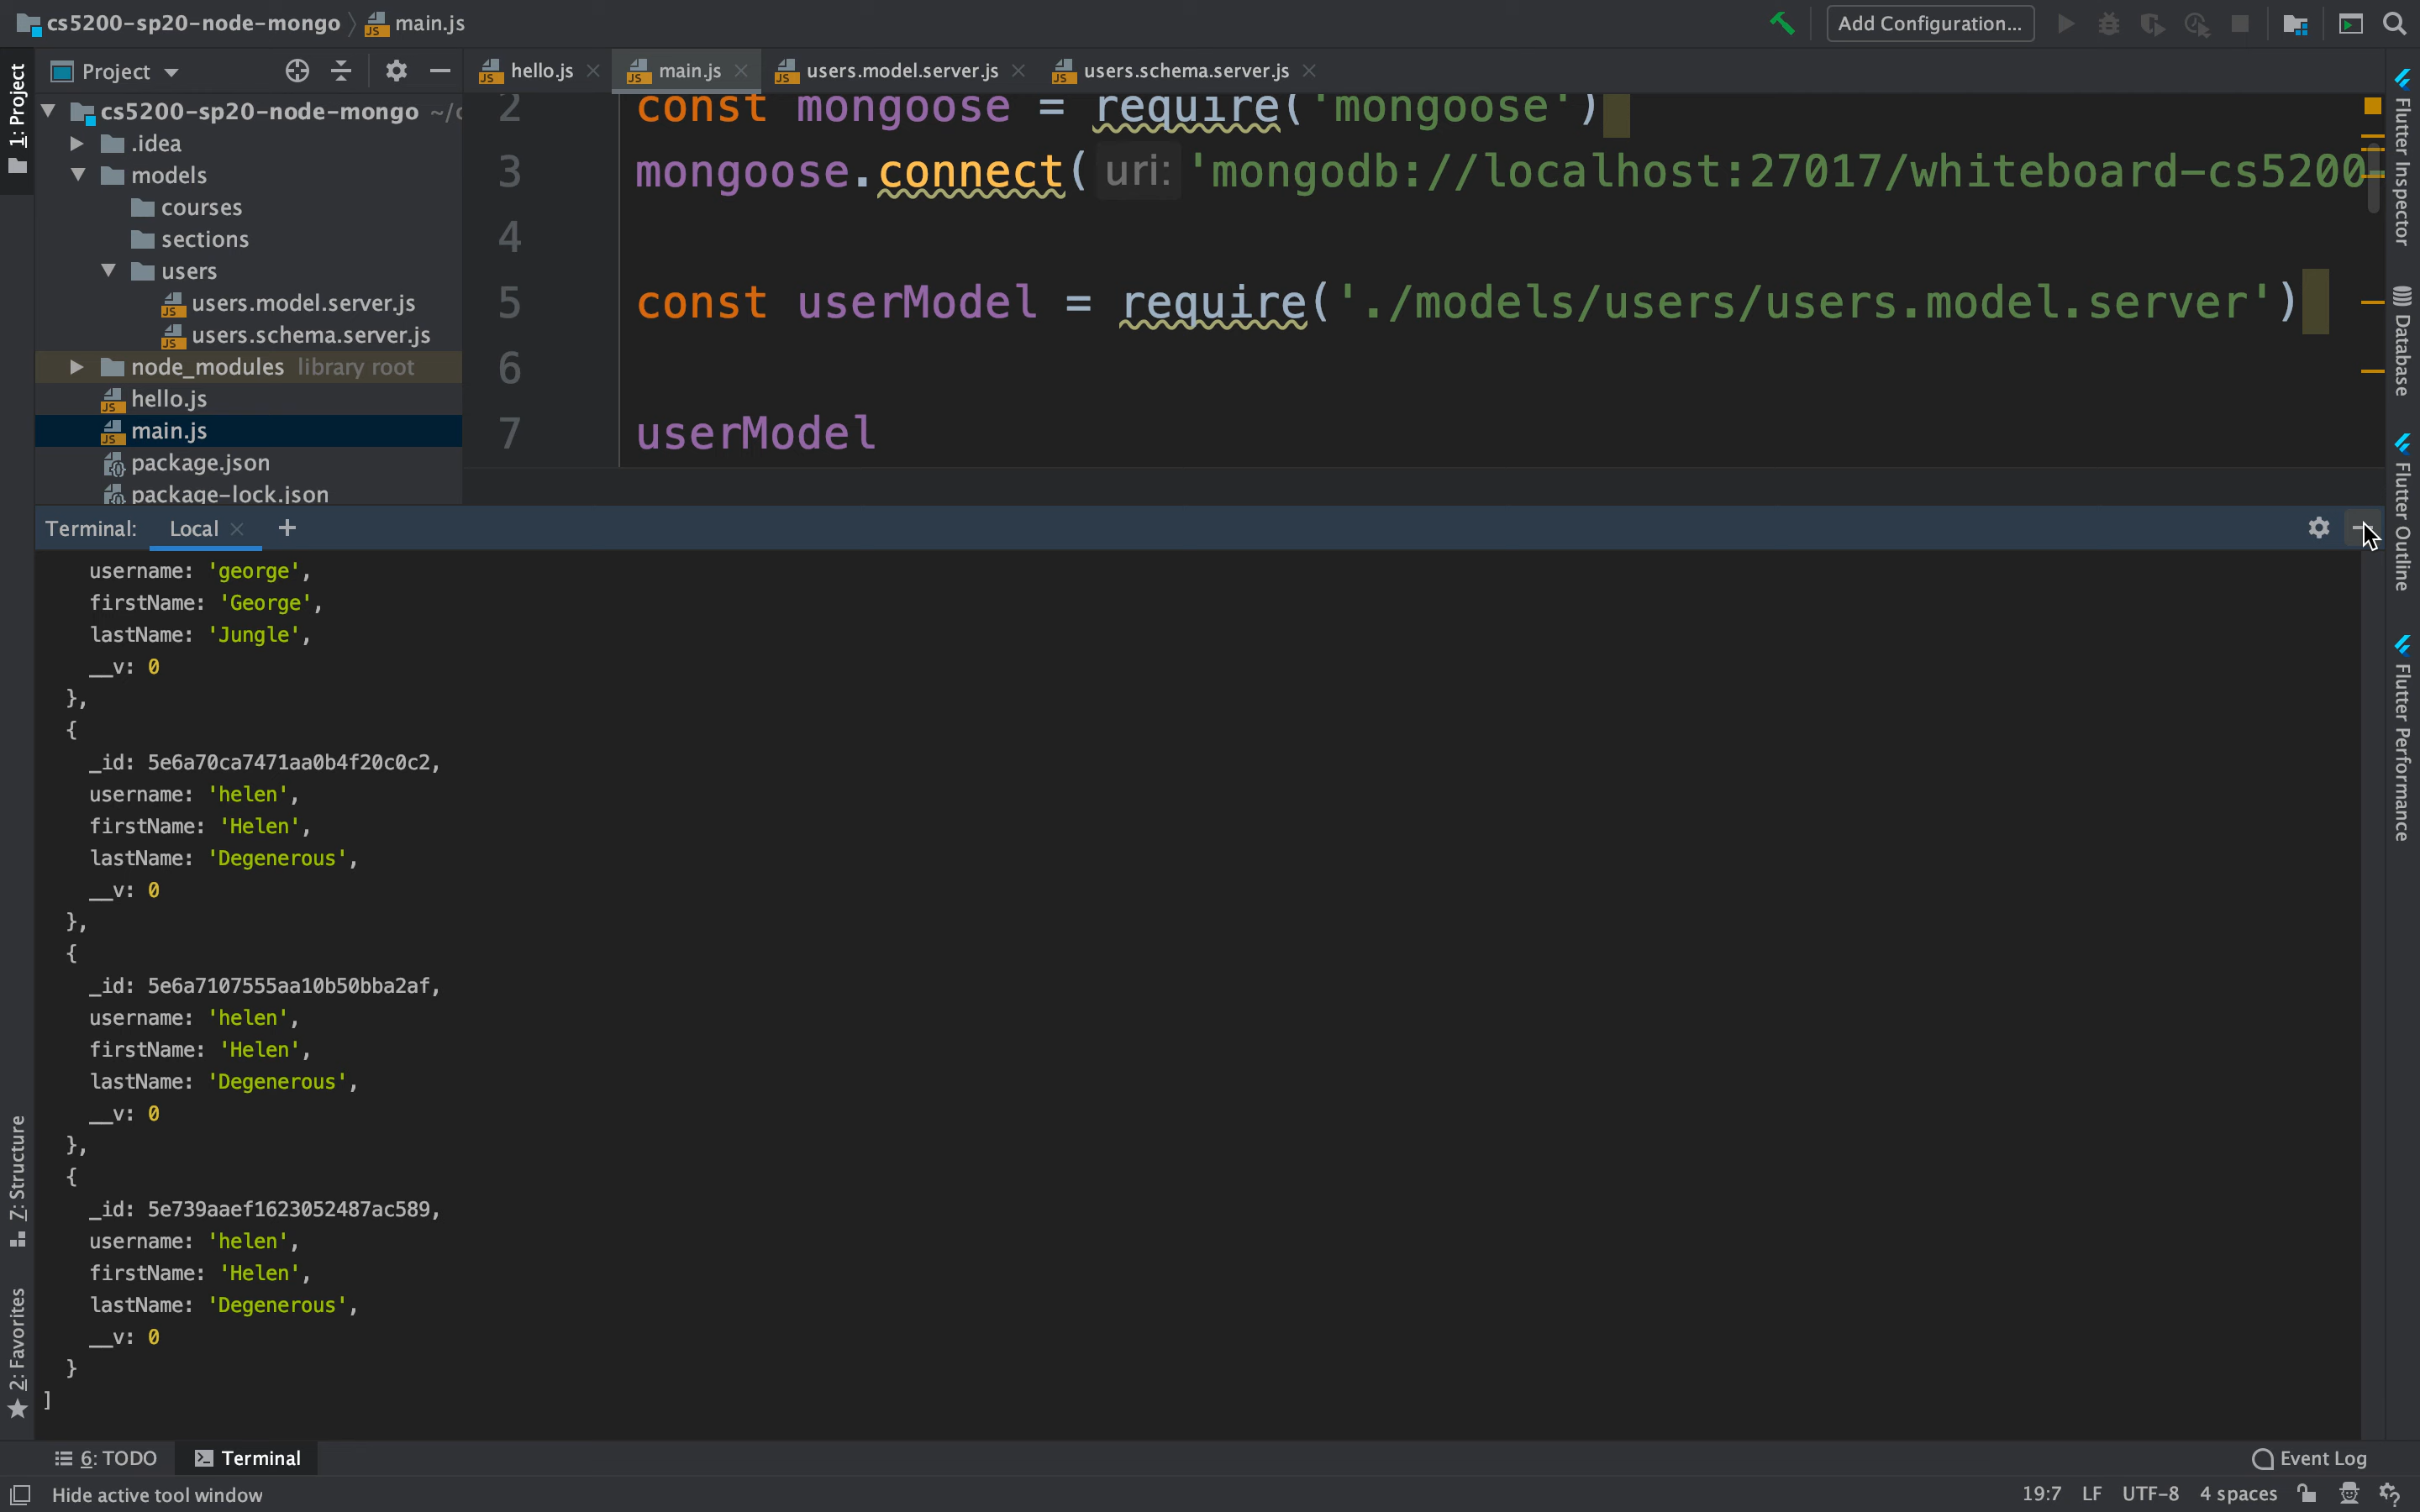 cs5200-sp20-node-mongo main.js
Add Configuration...
1: Project
Project
hello.js
main.js
users.model.server.js
users.schema.server.js
cs5200-sp20-node-mongo
.idea
models
courses
sections
users
users.model.server.js
users.schema.server.js
node_modules library root
hello.js
main.js
package.json
package-lock.json
2 const mongoose = require('mongoose')
3 mongoose.connect( uri: 'mongodb://localhost:27017/whiteboard-cs5200
4
5 const userModel = require('./models/users/users.model.server')
6
7 userModel
Flutter Inspector
Database
Flutter Outline
Flutter Performance
Terminal: Local +
username: 'george',
firstName: 'George',
lastName: 'Jungle',
__v: 0
},
{
_id: 5e6a70ca7471aa0b4f20c0c2,
username: 'helen',
firstName: 'Helen',
lastName: 'Degenerous',
__v: 0
},
{
_id: 5e6a7107555aa10b50bba2af,
username: 'helen',
firstName: 'Helen',
lastName: 'Degenerous',
__v: 0
},
{
_id: 5e739aaef1623052487ac589,
username: 'helen',
firstName: 'Helen',
lastName: 'Degenerous',
__v: 0
}
]
Z: Structure
2: Favorites
6: TODO
Terminal
Event Log
Hide active tool window
19:7 LF UTF-8 4 spaces